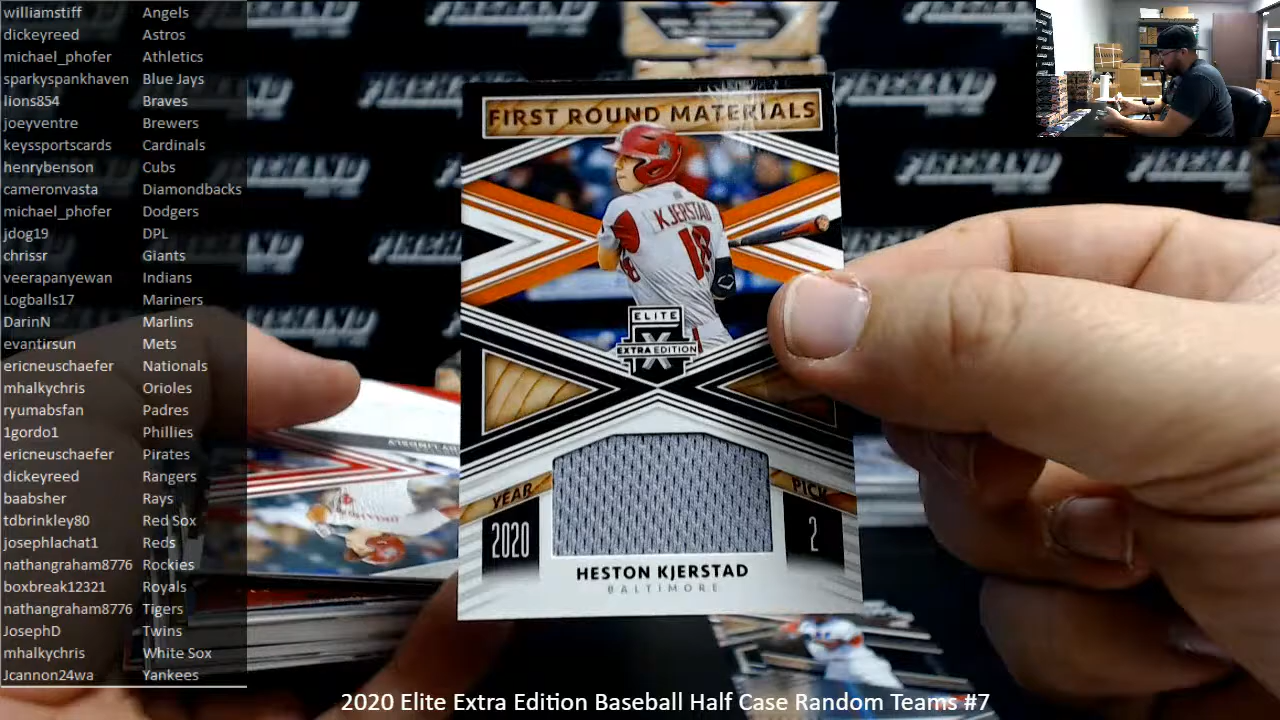 williamstiff Angels
dickeyreed Astros
michael_phofer Athletics
sparkyspankhaven Blue Jays
lions854 Braves
joeyventre Brewers
keyssportscards Cardinals
henrybenson Cubs
cameronvasta Diamondbacks
michael_phofer Dodgers
jdog19 DPL
chrissr Giants
veerapanyewan Indians
Logballs17 Mariners
DarinN Marlins
evantirsun Mets
ericneuschaefer Nationals
mhalkychris Orioles
ryumabsfan Padres
1gordo1 Phillies
ericneuschaefer Pirates
dickeyreed Rangers
baabsher Rays
tdbrinkley80 Red Sox
josephlachat1 Reds
nathangraham8776 Rockies
boxbreak12321 Royals
nathangraham8776 Tigers
JosephD Twins
mhalkychris White Sox
Jcannon24wa Yankees
FIRST ROUND MATERIALS
KJERSTAD
18
ELITE
X
EXTRA EDITION
YEAR
2020
PICK
2
HESTON KJERSTAD
BALTIMORE
FIREHAND
FIREHAND
2020 Elite Extra Edition Baseball Half Case Random Teams #7